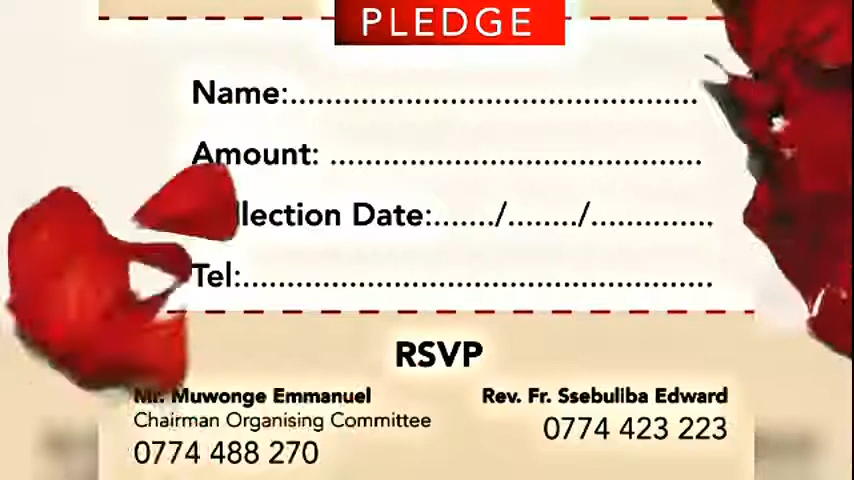 PLEDGE
Name:...............................................
Amount: ...........................................
llection Date:......./......../..............
Tel:......................................................
RSVP
Mr. Muwonge Emmanuel
Chairman Organising Committee
0774 488 270
Rev. Fr. Ssebuliba Edward
0774 423 223